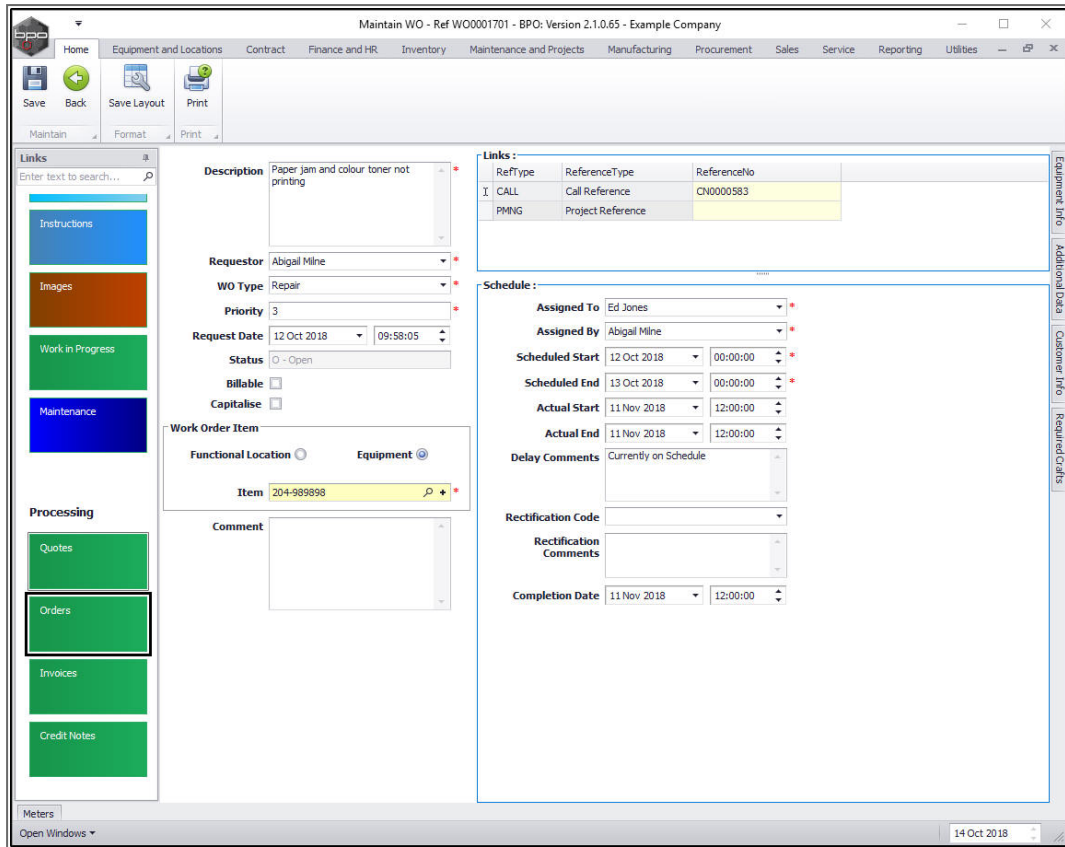 bpo
Maintain WO - Ref WO0001701 - BPO: Version 2.1.0.65 - Example Company
Home Equipment and Locations Contract Finance and HR Inventory Maintenance and Projects Manufacturing Procurement Sales Service Reporting Utilities
Save Back Save Layout Print
Maintain Format Print
Links
Enter text to search...
Instructions
Images
Work in Progress
Maintenance
Processing
Quotes
Orders
Invoices
Credit Notes
Description Paper jam and colour toner not
printing *
Requestor Abigail Milne *
WO Type Repair *
Priority 3 *
Request Date 12 Oct 2018 09:58:05
Status O - Open
Billable
Capitalise
Work Order Item
Functional Location Equipment
Item 204-989898 *
Comment
Links :
RefType ReferenceType ReferenceNo
CALL Call Reference CN0000583
PMNG Project Reference
Schedule :
Assigned To Ed Jones *
Assigned By Abigail Milne *
Scheduled Start 12 Oct 2018 00:00:00 *
Scheduled End 13 Oct 2018 00:00:00 *
Actual Start 11 Nov 2018 12:00:00
Actual End 11 Nov 2018 12:00:00
Delay Comments Currently on Schedule
Rectification Code
Rectification
Comments
Completion Date 11 Nov 2018 12:00:00
Equipment Info
Additional Data
Customer Info
Required Crafts
Meters
Open Windows 14 Oct 2018